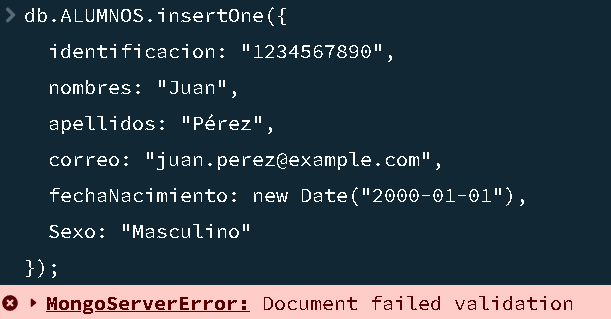 db.ALUMNOS.insertOne({
identificacion: "1234567890",
nombres: "Juan",
apellidos: "Pérez",
correo: "juan.perez@example.com",
fechaNacimiento: new Date("2000-01-01"),
Sexo: "Masculino"
});
MongoServerError: Document failed validation